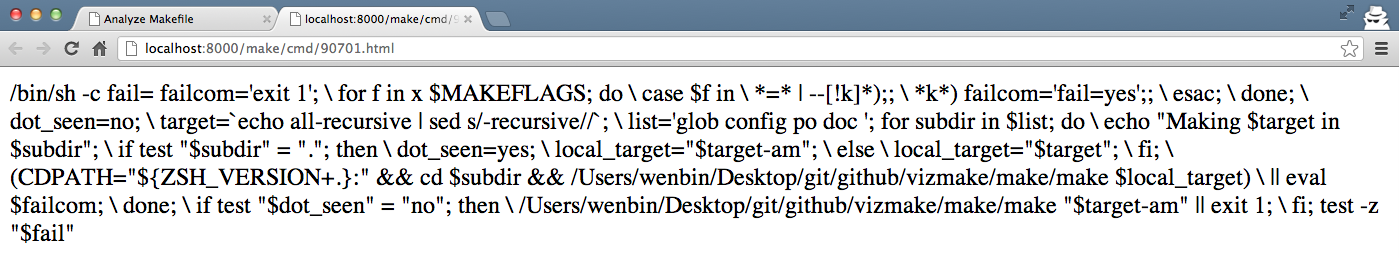 Analyze Makefile
localhost:8000/make/cmd/9
localhost:8000/make/cmd/90701.html
/bin/sh -c fail= failcom='exit 1'; \ for f in x $MAKEFLAGS; do \ case $f in \ *=* | --[!k]*);; \ *k*) failcom='fail=yes';; \ esac; \ done; \
dot_seen=no; \ target=`echo all-recursive | sed s/-recursive//`; \ list='glob config po doc '; for subdir in $list; do \ echo "Making $target in
$subdir"; \ if test "$subdir" = "."; then \ dot_seen=yes; \ local_target="$target-am"; \ else \ local_target="$target"; \ fi; \
(CDPATH="${ZSH_VERSION+.}:" && cd $subdir && /Users/wenbin/Desktop/git/github/vizmake/make/make $local_target) \ || eval
$failcom; \ done; \ if test "$dot_seen" = "no"; then \ /Users/wenbin/Desktop/git/github/vizmake/make/make "$target-am" || exit 1; \ fi; test -z
"$fail"